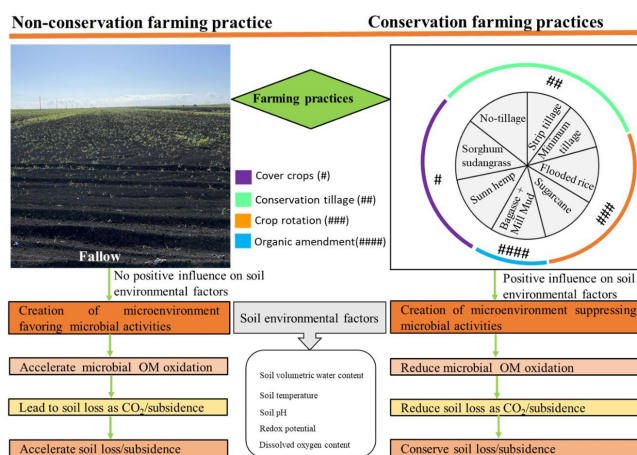 Non-conservation farming practice
Conservation farming practices
Farming practices
Cover crops (#)
Conservation tillage (##)
Crop rotation (###)
Organic amendment(####)
Fallow
##
#
###
####
No-tillage
Strip tillage
Minimum
tillage
Flooded rice
Sugarcane
Bagasse +
Mill Mud
Sunn hemp
Sorghum
sudangrass
No positive influence on soil
environmental factors
Positive influence on soil
environmental factors
Creation of microenvironment
favoring microbial activities
Accelerate microbial OM oxidation
Lead to soil loss as CO₂/subsidence
Accelerate soil loss/subsidence
Soil environmental factors
Soil volumetric water content
Soil temperature
Soil pH
Redox potential
Dissolved oxygen content
Creation of microenvironment suppressing
microbial activities
Reduce microbial OM oxidation
Reduce soil loss as CO₂/subsidence
Conserve soil loss/subsidence